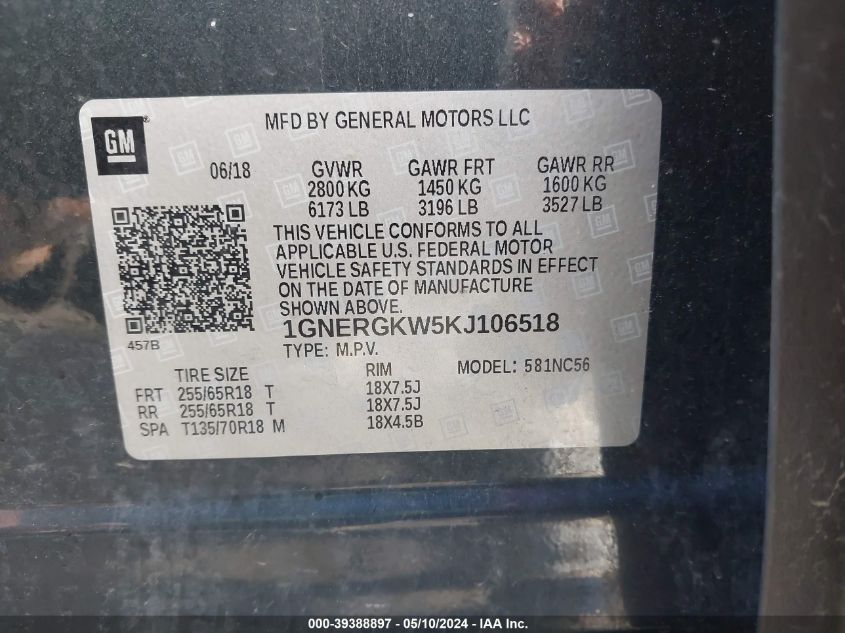 GM ®
MFD BY GENERAL MOTORS LLC
06/18 GVWR GAWR FRT GAWR RR
2800 KG 1450 KG 1600 KG
6173 LB 3196 LB 3527 LB
THIS VEHICLE CONFORMS TO ALL
APPLICABLE U.S. FEDERAL MOTOR
VEHICLE SAFETY STANDARDS IN EFFECT
ON THE DATE OF MANUFACTURE
SHOWN ABOVE.
457B
1GNERGKW5KJ106518
TYPE: M.P.V. MODEL: 581NC56
TIRE SIZE RIM
FRT 255/65R18 T 18X7.5J
RR 255/65R18 T 18X7.5J
SPA T135/70R18 M 18X4.5B
000-39388897 - 05/10/2024 - IAA Inc.